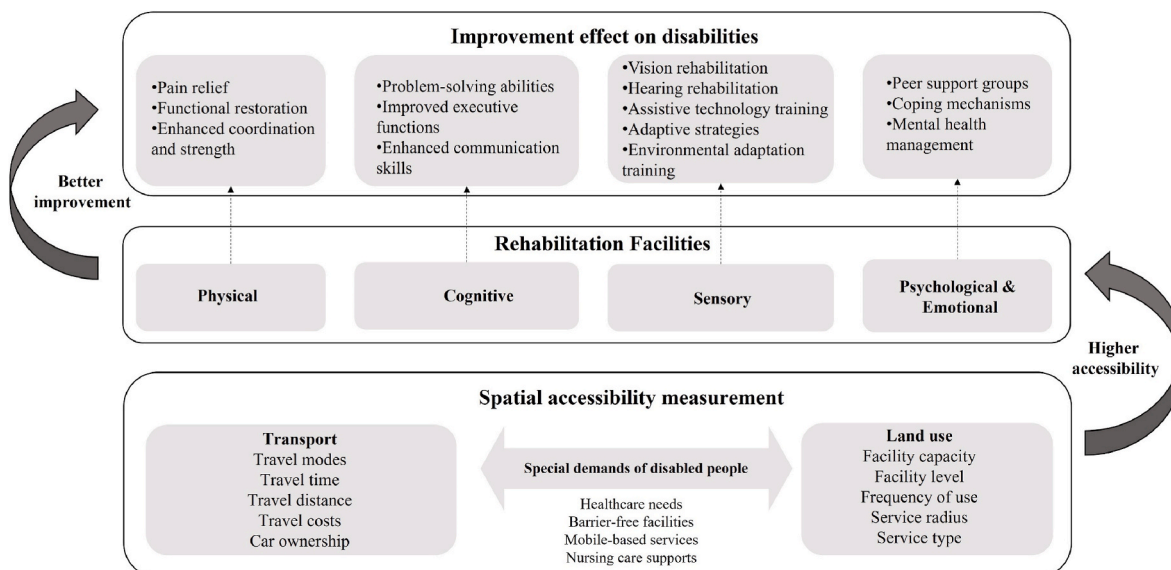 Improvement effect on disabilities
•Pain relief
•Functional restoration
•Enhanced coordination
and strength
•Problem-solving abilities
•Improved executive
functions
•Enhanced communication
skills
•Vision rehabilitation
•Hearing rehabilitation
•Assistive technology training
•Adaptive strategies
•Environmental adaptation
training
•Peer support groups
•Coping mechanisms
•Mental health
management
Better
improvement
Rehabilitation Facilities
Physical
Cognitive
Sensory
Psychological &
Emotional
Higher
accessibility
Spatial accessibility measurement
Transport
Travel modes
Travel time
Travel distance
Travel costs
Car ownership
Special demands of disabled people
Healthcare needs
Barrier-free facilities
Mobile-based services
Nursing care supports
Land use
Facility capacity
Facility level
Frequency of use
Service radius
Service type